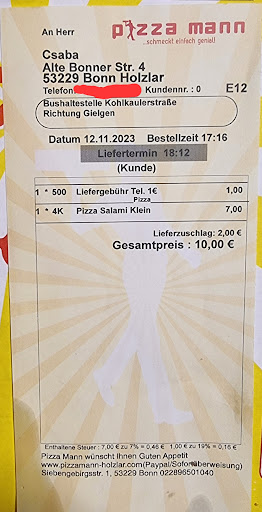 An Herr
pizza mann
...schmeckt einfach genial!
Csaba
Alte Bonner Str. 4
53229 Bonn Holzlar
Telefon: Kundennr. : 0 E12
Bushaltestelle Kohlkaulerstraße
Richtung Gielgen
Datum 12.11.2023 Bestellzeit 17:16
Liefertermin 18:12
(Kunde)
1 * 500 Liefergebühr Tel. 1€ 1,00
Pizza
1 * 4K Pizza Salami Klein 7,00
Lieferzuschlag: 2,00 €
Gesamtpreis : 10,00 €
Enthaltene Steuer : 7,00 € zu 7% = 0,46 € 1,00 € zu 19% = 0,16 €
Pizza Mann wünscht Ihnen Guten Appetit
www.pizzamann-holzlar.com(Paypal/Sofortüberweisung)
Siebengebirgsstr. 1, 53229 Bonn 022896501040